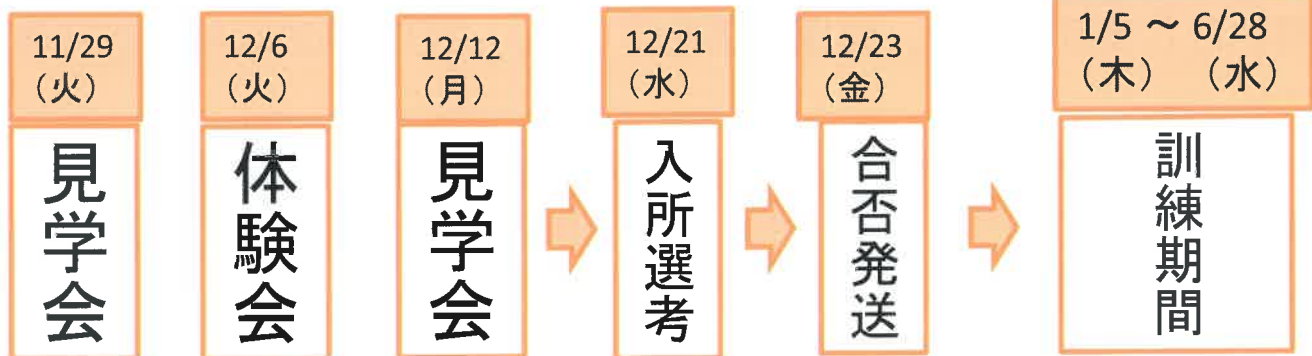 11/29
（火）
見学会
12/6
（火）
体験会
12/12
（月）
見学会
12/21
（水）
入所選考
12/23
（金）
合否発送
1/5 ～ 6/28
（木）　（水）
訓練期間